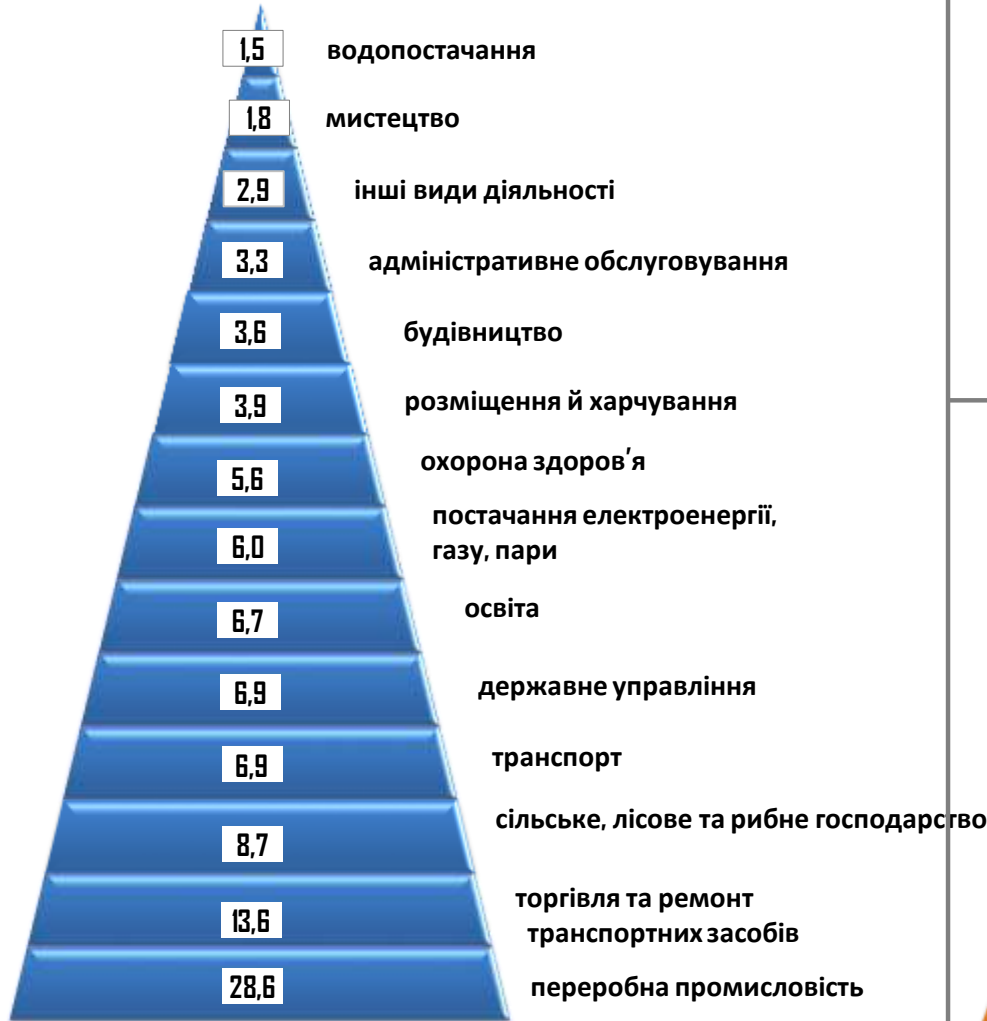 1,5 водопостачання
1,8 мистецтво
2,9 інші види діяльності
3,3 адміністративне обслуговування
3,6 будівництво
3,9 розміщення й харчування
5,6 охорона здоров'я
6,0 постачання електроенергії,
газу, пари
6,7 освіта
6,9 державне управління
6,9 транспорт
8,7 сільське, лісове та рибне господарство
13,6 торгівля та ремонт
транспортних засобів
28,6 переробна промисловість